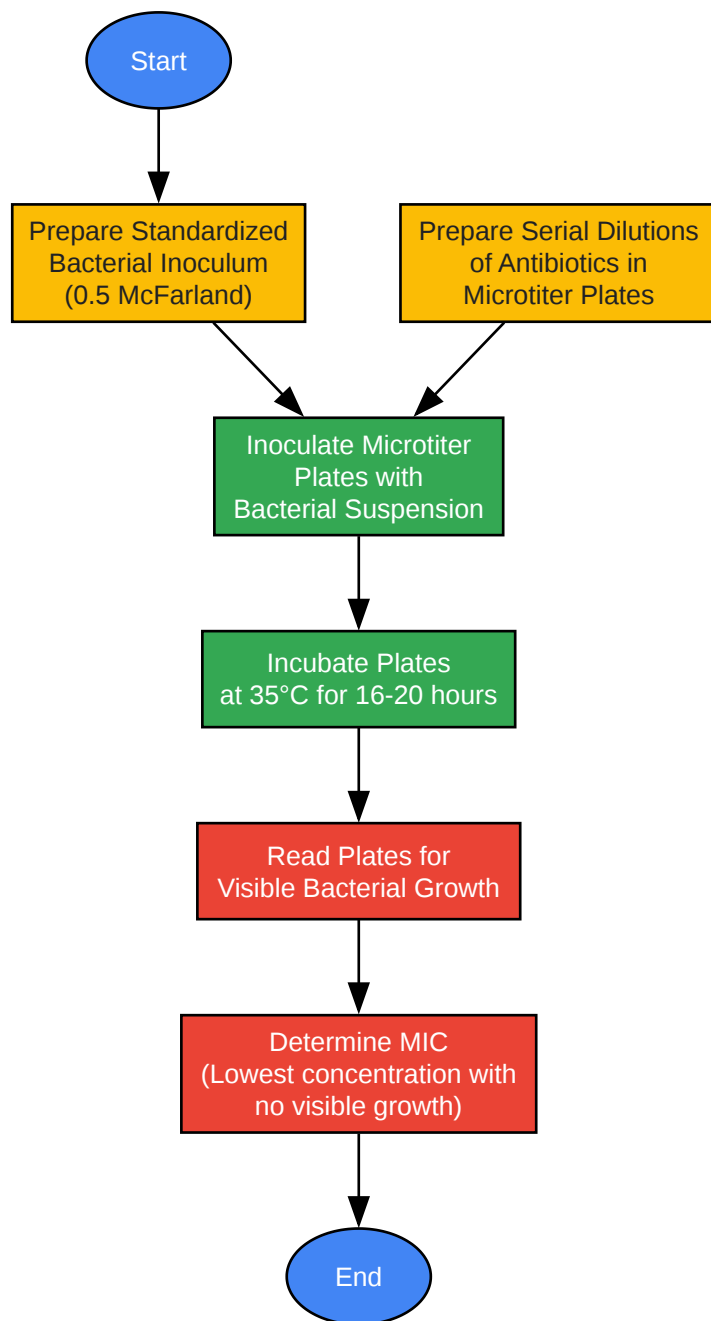 Start
Prepare Standardized
Bacterial Inoculum
(0.5 McFarland)
Prepare Serial Dilutions
of Antibiotics in
Microtiter Plates
Inoculate Microtiter
Plates with
Bacterial Suspension
Incubate Plates
at 35°C for 16-20 hours
Read Plates for
Visible Bacterial Growth
Determine MIC
(Lowest concentration with
no visible growth)
End